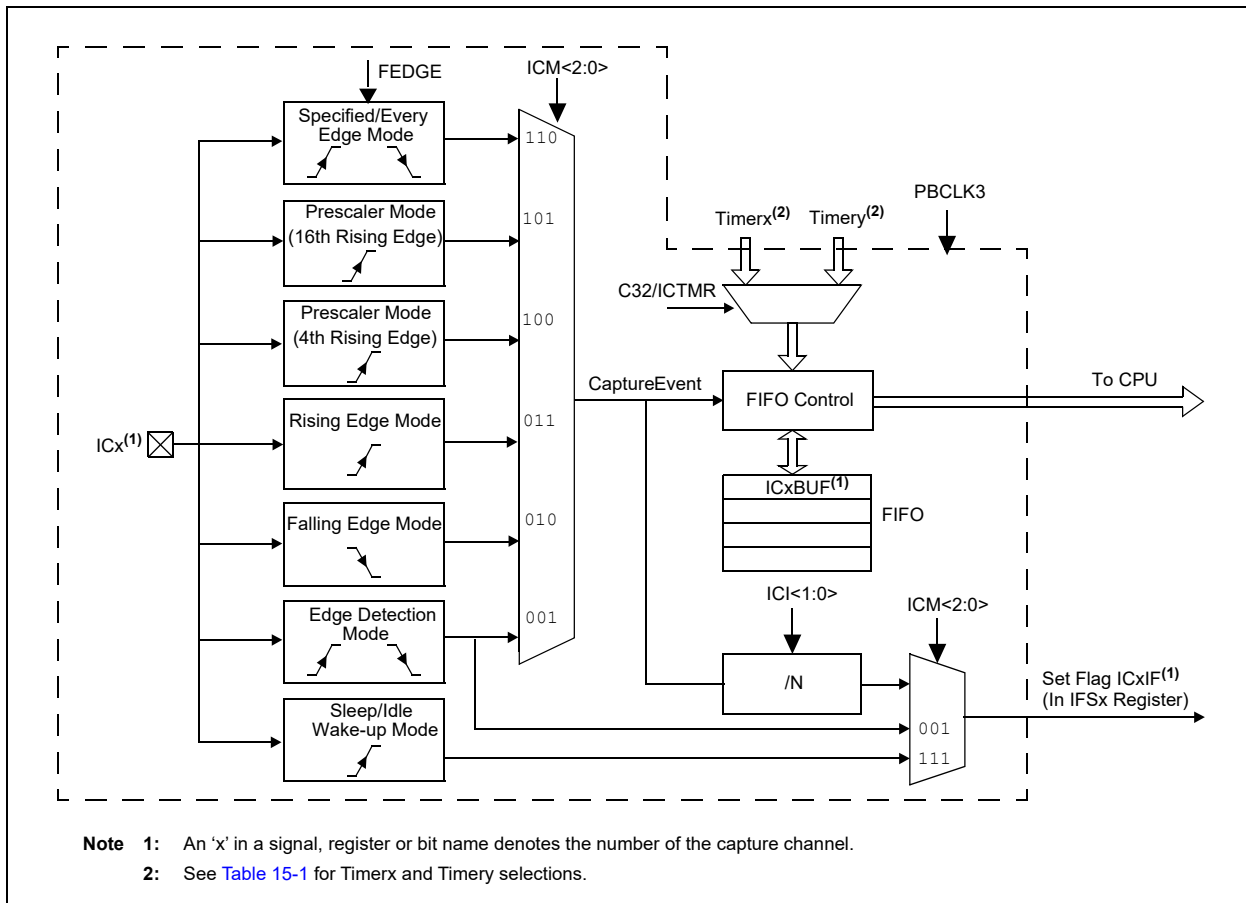 FEDGE
ICM<2:0>
Specified/Every
Edge Mode
110
Prescaler Mode
(16th Rising Edge)
101
PBCLK3
Timerx(2)
Timery(2)
C32/ICTMR
Prescaler Mode
(4th Rising Edge)
100
CaptureEvent
FIFO Control
To CPU
ICx(1)
Rising Edge Mode
011
ICxBUF(1)
FIFO
Falling Edge Mode
010
Edge Detection
Mode
001
ICI<1:0>
ICM<2:0>
/N
Set Flag ICxIF(1)
(In IFSx Register)
001
111
Sleep/Idle
Wake-up Mode
Note 1: An ‘x’ in a signal, register or bit name denotes the number of the capture channel.
2: See Table 15-1 for Timerx and Timery selections.